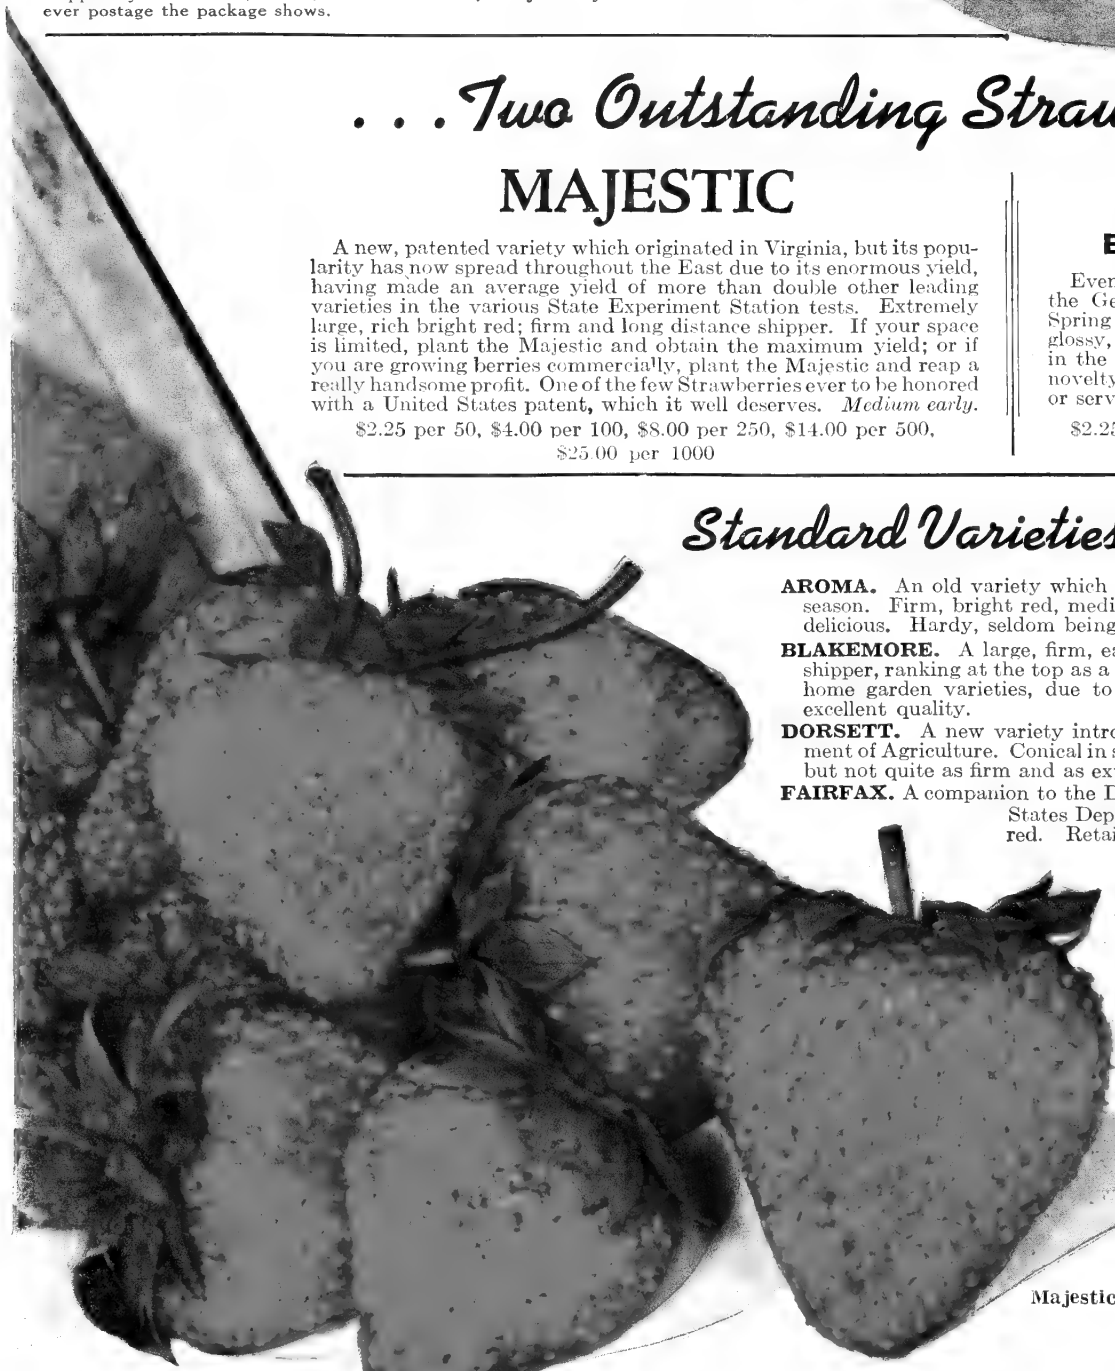 ever postage the package shows.
. . . Two Outstanding Straw
MAJESTIC
A new, patented variety which originated in Virginia, but its popu-
larity has now spread throughout the East due to its enormous yield,
having made an average yield of more than double other leading
varieties in the various State Experiment Station tests. Extremely
large, rich bright red; firm and long distance shipper. If your space
is limited, plant the Majestic and obtain the maximum yield; or if
you are growing berries commercially, plant the Majestic and reap a
really handsome profit. One of the few Strawberries ever to be honored
with a United States patent, which it well deserves. Medium early.
$2.25 per 50, $4.00 per 100, $8.00 per 250, $14.00 per 500,
$25.00 per 1000
E
Even
the Ge
Spring
glossy,
in the
novelty
or serv
$2.25
Standard Varieties
AROMA. An old variety which
season. Firm, bright red, medi
delicious. Hardy, seldom being
BLAKEMORE. A large, firm, ea
shipper, ranking at the top as a
home garden varieties, due to
excellent quality.
DORSETT. A new variety intro
ment of Agriculture. Conical in s
but not quite as firm and as ex
FAIRFAX. A companion to the D
States Dep
red. Retai
Majestic